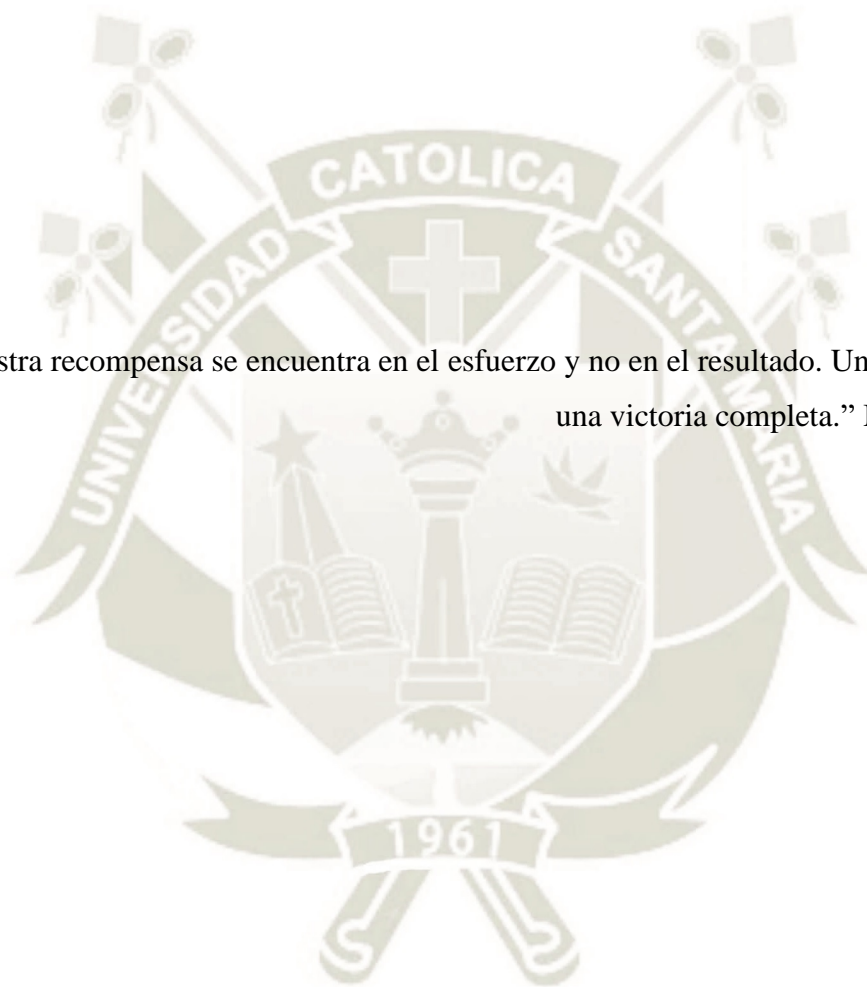 UNIVERSIDAD CATOLICA SANTA MARIA
stra recompensa se encuentra en el esfuerzo y no en el resultado. Un
una victoria completa.”
1961